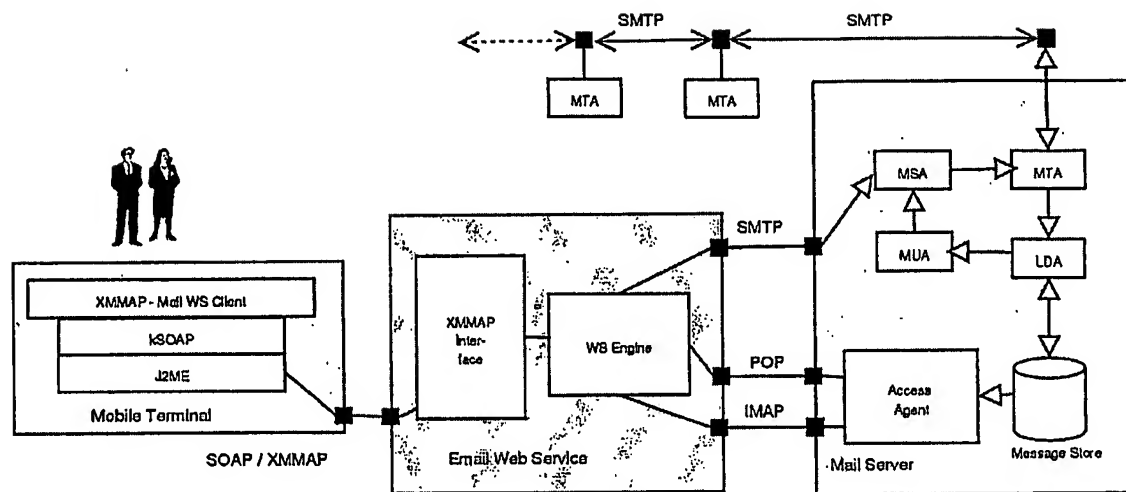 SMTP
SMTP
MTA
MTA
MSA
MTA
SMTP
MUA
LDA
XMMAP - Mail WS Client
kSOAP
J2ME
Mobile Terminal
XMMAP
Inter-
face
WS Engine
POP
IMAP
Access
Agent
SOAP / XMMAP
Email Web Service
Mail Server
Message Store